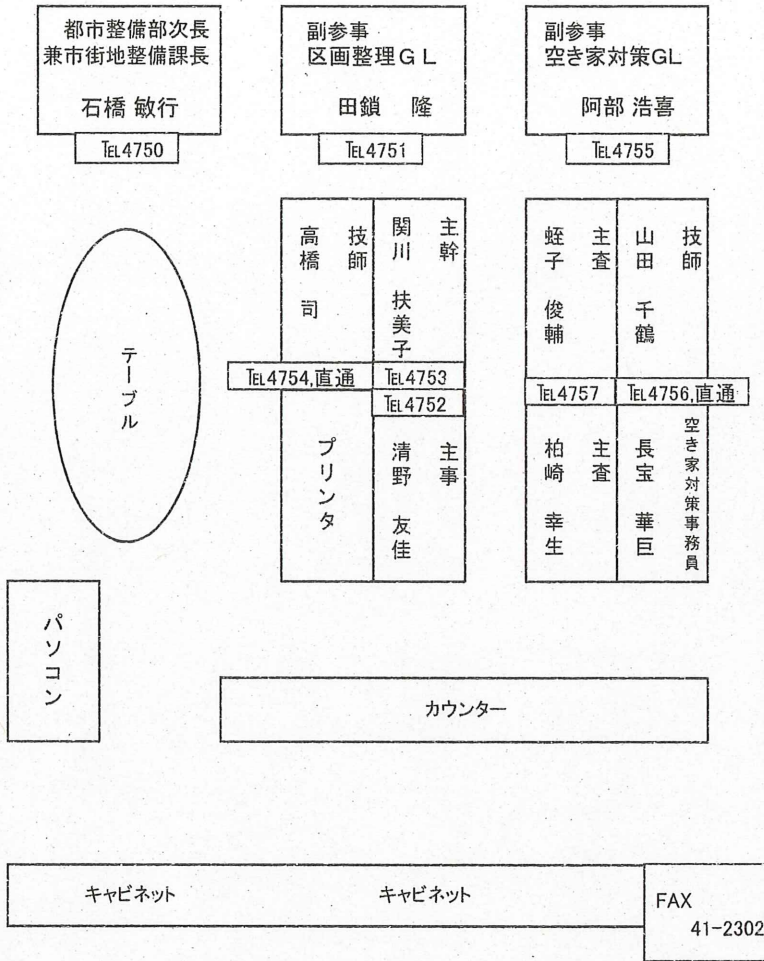 都市整備部次長
兼市街地整備課長
石橋 敏行
TEL4750
副参事
区画整理GL
田鎖 隆
TEL4751
副参事
空き家対策GL
阿部 浩喜
TEL4755
テーブル
技師
高橋 司
主幹
関川 扶美子
TEL4754,直通
TEL4753
TEL4752
プリンタ
主事
清野 友佳
主査
蛭子 俊輔
技師
山田 千鶴
TEL4757
TEL4756,直通
主査
柏崎 幸生
空き家対策事務員
長宝 華巨
パソコン
カウンター
キャビネット
キャビネット
FAX
41-2302